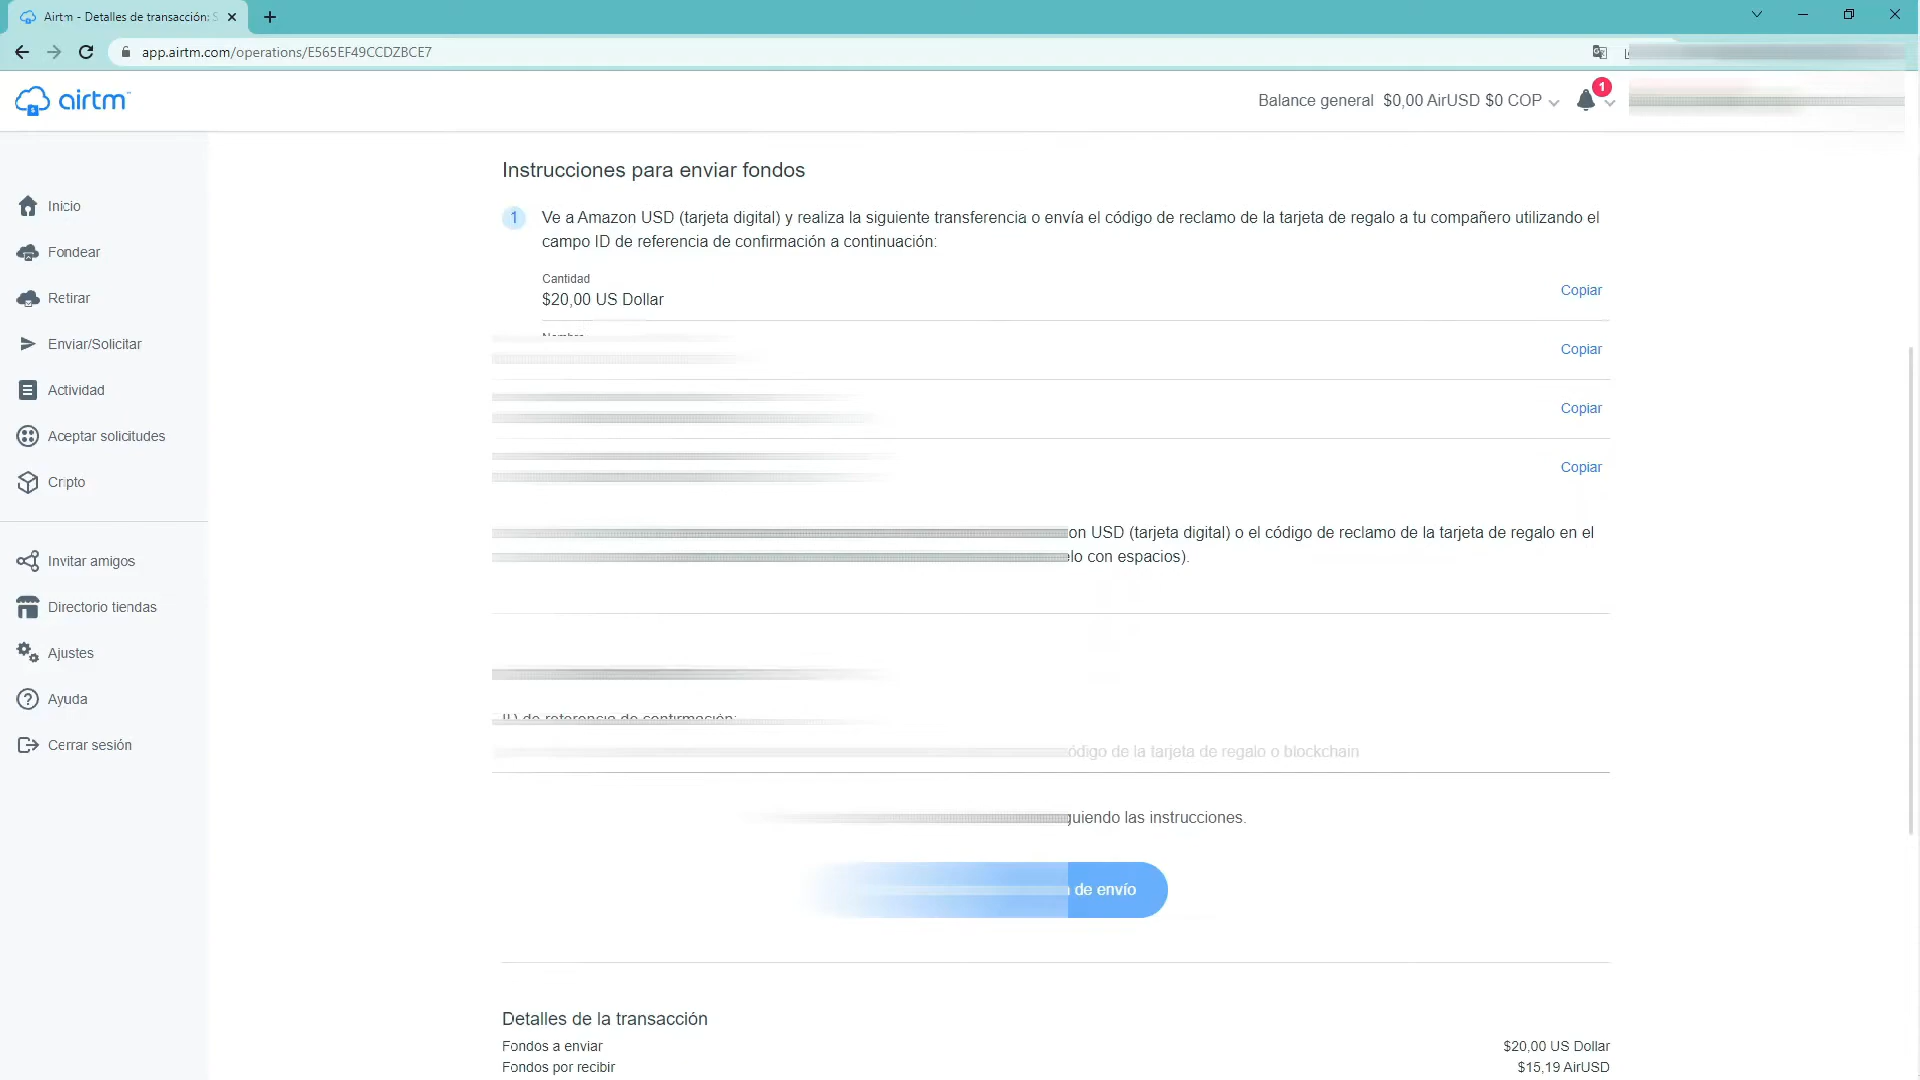 Airtm - Detalles de transacción:
app.airtm.com/operations/E565EF49CCDZBCE7
airtm
Balance general $0,00 AirUSD $0 COP
1
Inicio
Fondear
Retirar
Enviar/Solicitar
Actividad
Aceptar solicitudes
Cripto
Invitar amigos
Directorio tiendas
Ajustes
Ayuda
Cerrar sesión
Instrucciones para enviar fondos
1
Ve a Amazon USD (tarjeta digital) y realiza la siguiente transferencia o envía el código de reclamo de la tarjeta de regalo a tu compañero utilizando el
campo ID de referencia de confirmación a continuación:
Cantidad
$20,00 US Dollar
Copiar
Copiar
Copiar
Copiar
on USD (tarjeta digital) o el código de reclamo de la tarjeta de regalo en el
con espacios).
ID de referencia de confirmación:
ódigo de la tarjeta de regalo o blockchain
guiendo las instrucciones.
de envío
Detalles de la transacción
Fondos a enviar $20,00 US Dollar
Fondos por recibir $15,19 AirUSD